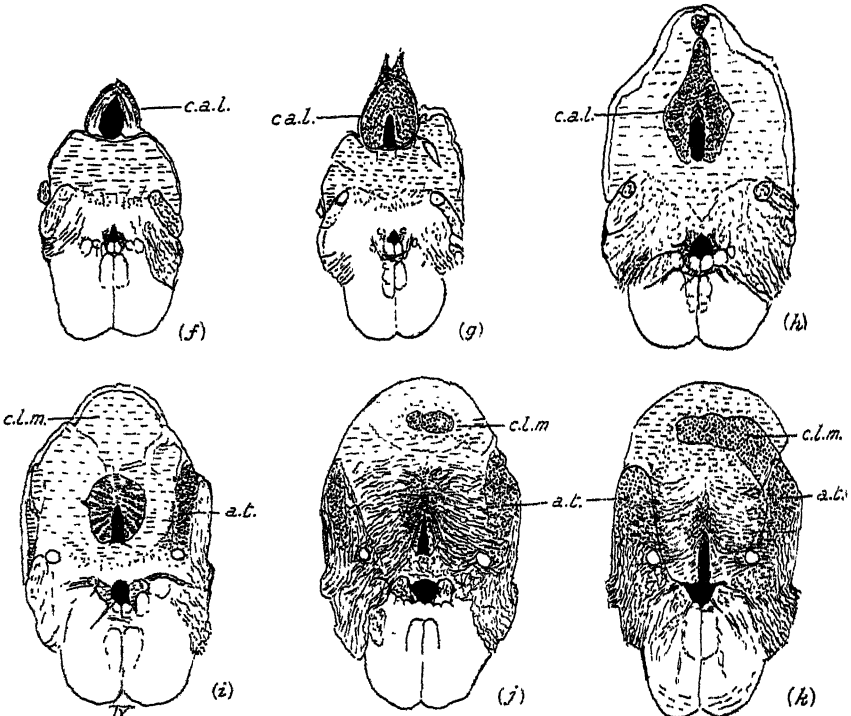 c.a.l.
(f)
c.a.l.
(g)
c.a.l.
(h)
c.l.m.
a.t.
(i)
IV
c.l.m
a.t.
(j)
c.l.m.
a.t.
(k)